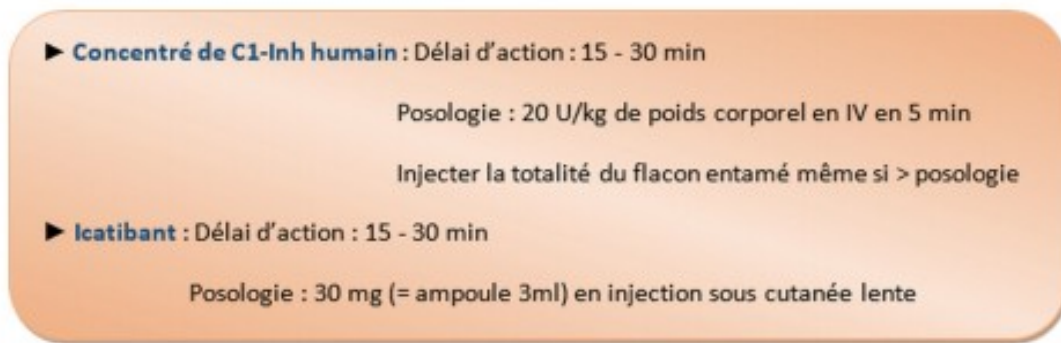 ► Concentré de C1-Inh humain : Délai d'action : 15 - 30 min
Posologie : 20 U/kg de poids corporel en IV en 5 min
Injecter la totalité du flacon entamé même si > posologie
► Icatibant : Délai d'action : 15 - 30 min
Posologie : 30 mg (= ampoule 3ml) en injection sous cutanée lente